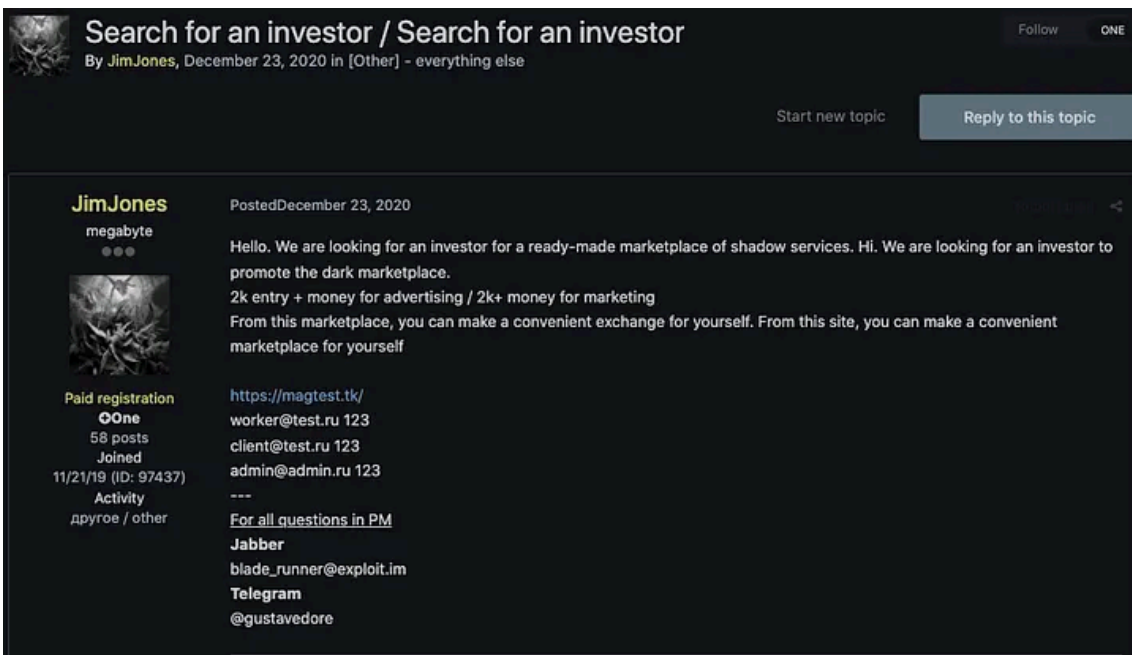 Search for an investor / Search for an investor
By JimJones, December 23, 2020 in [Other] - everything else
Follow
ONE
Start new topic
Reply to this topic
JimJones
megabyte
Paid registration
One
58 posts
Joined
11/21/19 (ID: 97437)
Activity
другое / other
PostedDecember 23, 2020
Hello. We are looking for an investor for a ready-made marketplace of shadow services. Hi. We are looking for an investor to
promote the dark marketplace.
2k entry + money for advertising / 2k+ money for marketing
From this marketplace, you can make a convenient exchange for yourself. From this site, you can make a convenient
marketplace for yourself
https://magtest.tk/
worker@test.ru 123
client@test.ru 123
admin@admin.ru 123
---
For all questions in PM
Jabber
blade_runner@exploit.im
Telegram
@gustavedore